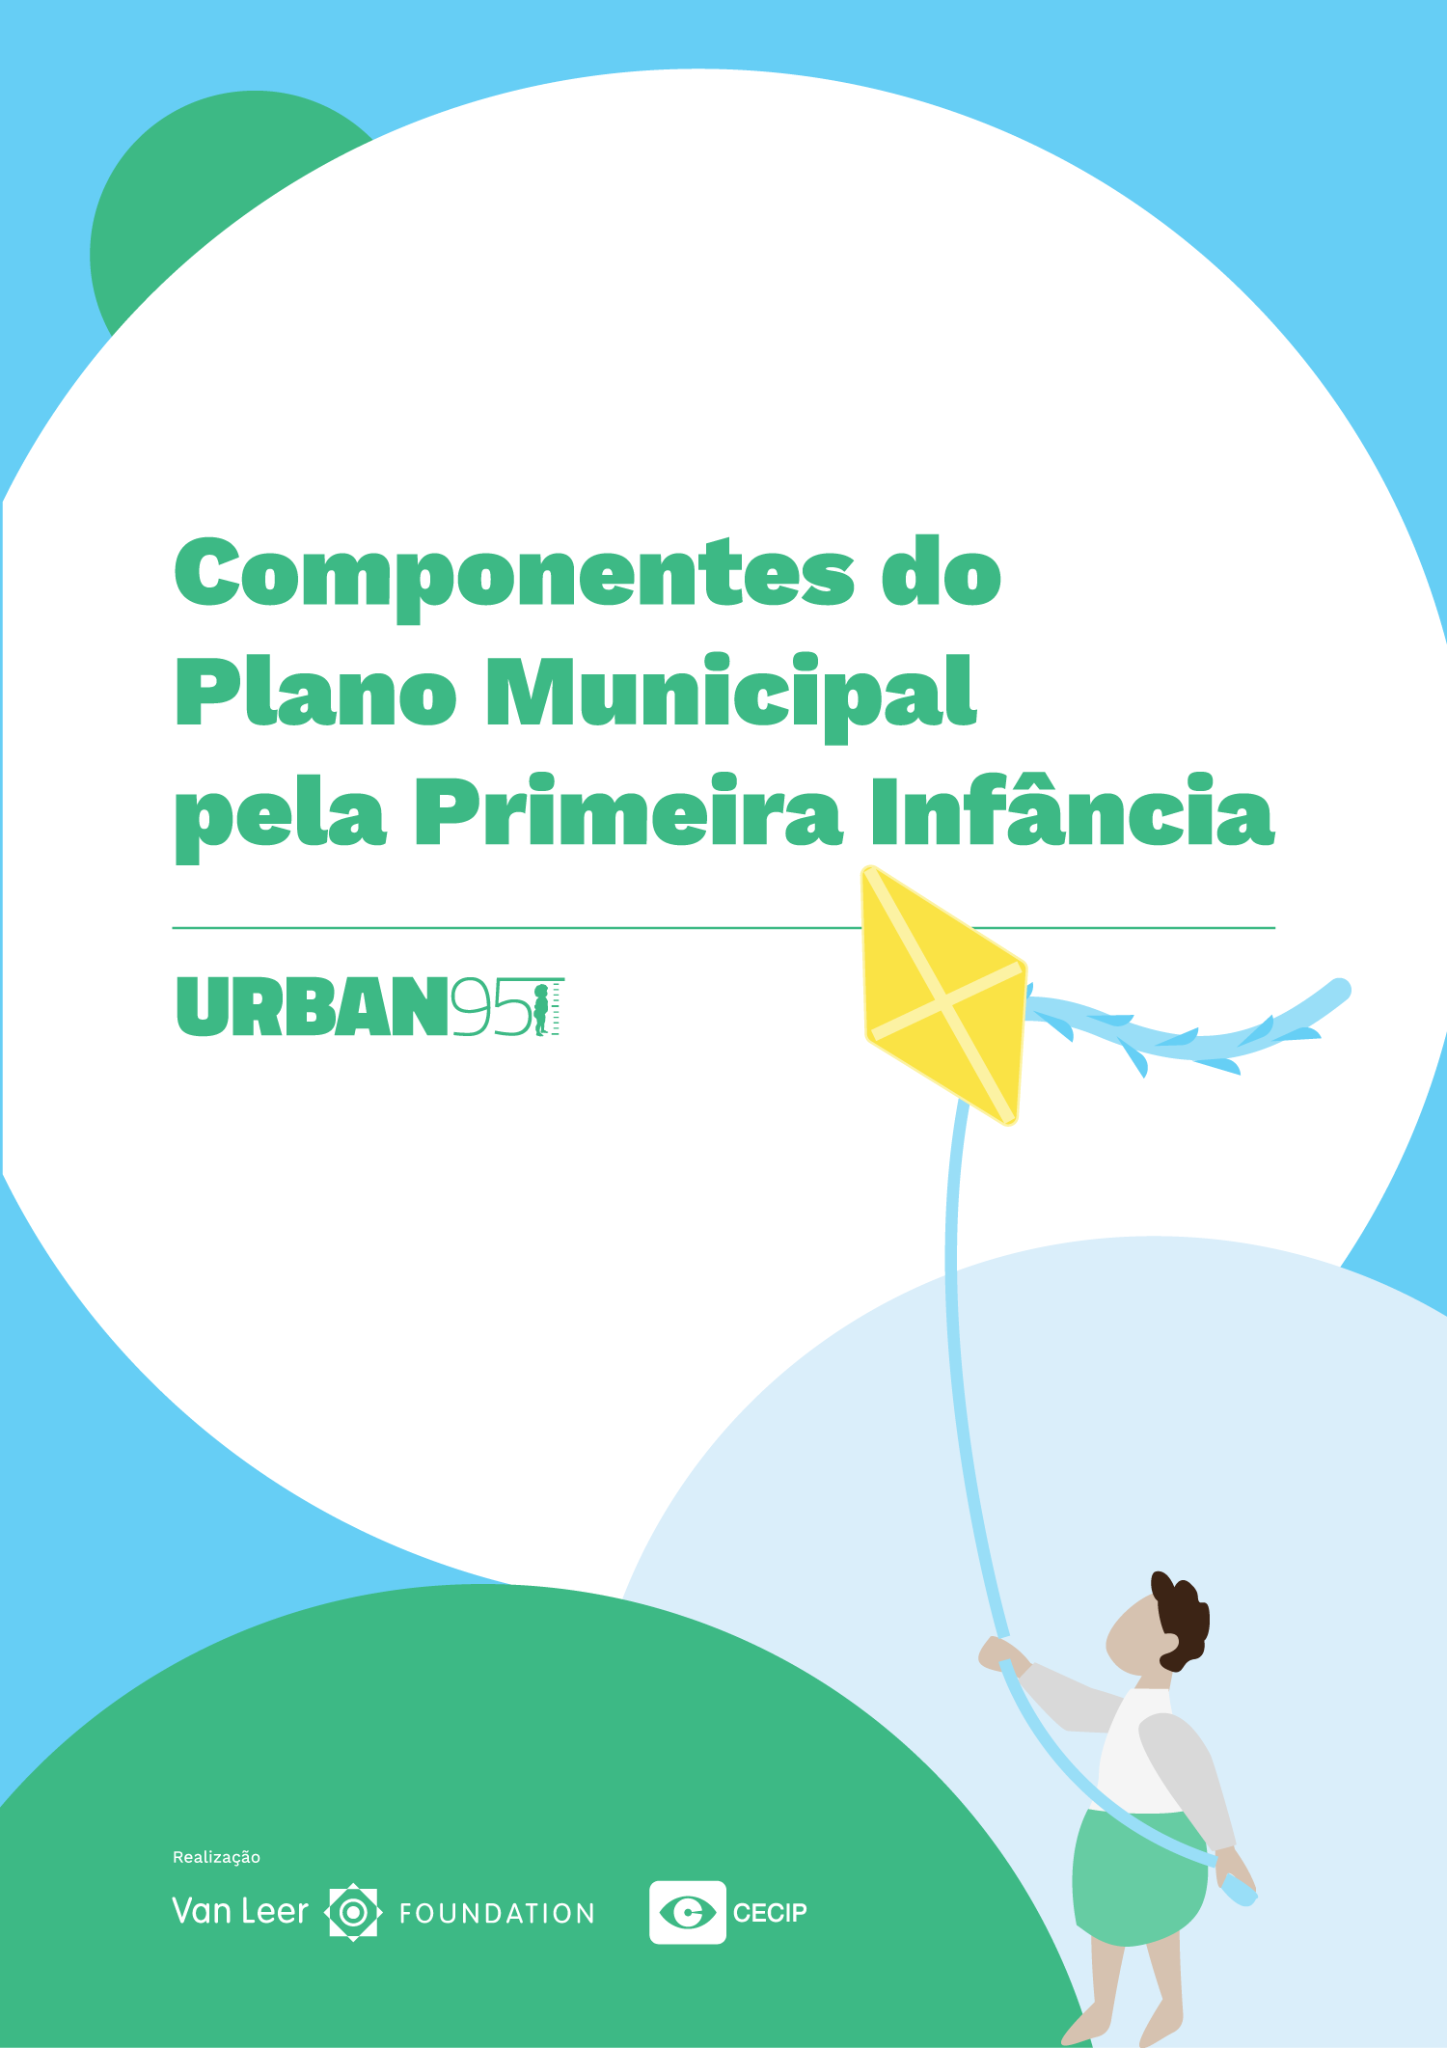 Componentes do
Plano Municipal
pela Primeira Infância
URBAN95
Realização
Van Leer FOUNDATION
CECIP